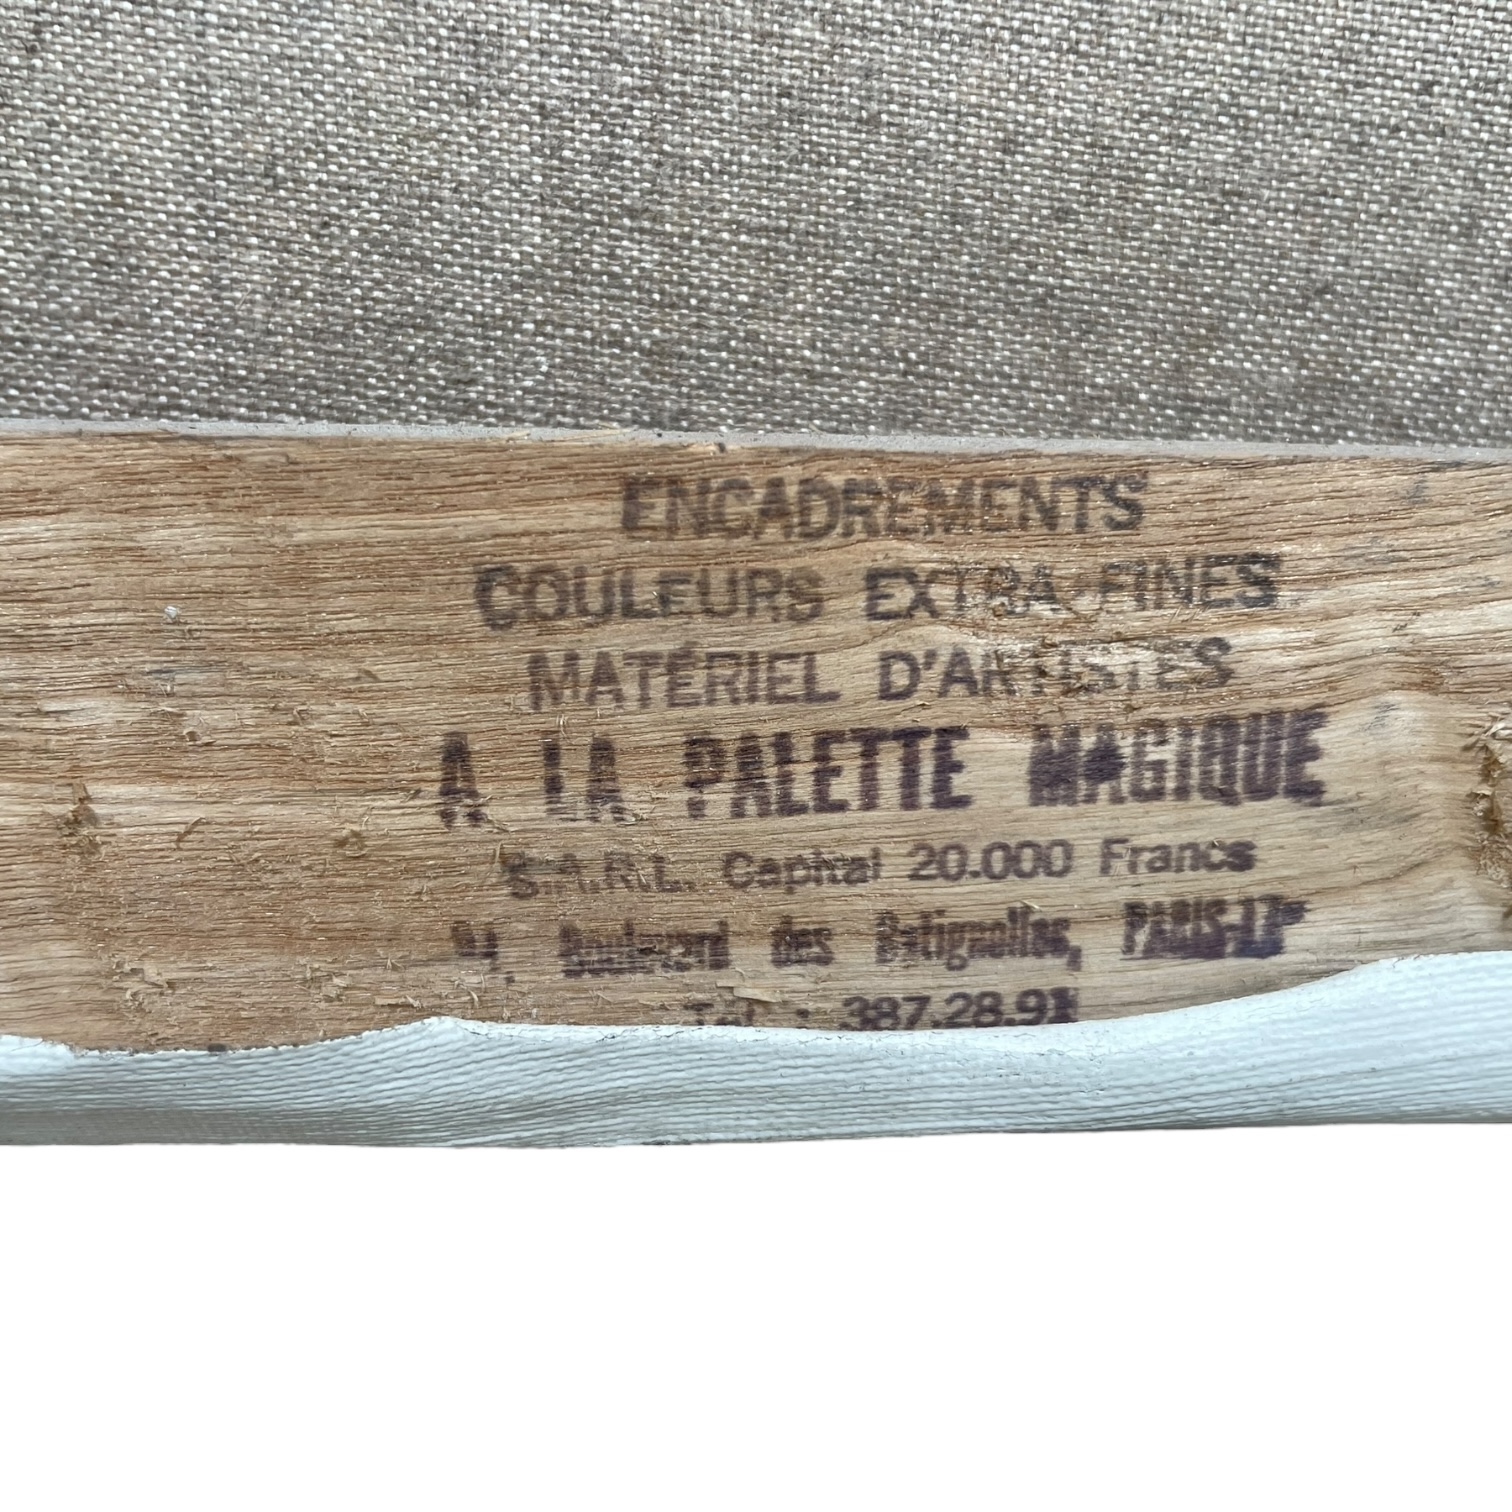 ENCADREMENTS
COULEURS EXTRA-FINES
MATÉRIEL D'ARTISTES
A LA PALETTE MAGIQUE
S.A.R.L. Capital 20.000 Francs
Boulevard des Batignolles, PARIS-17e
Tél. : 387.28.9